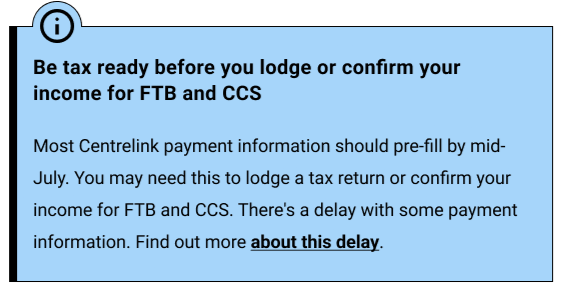 Be tax ready before you lodge or confirm your
income for FTB and CCS
Most Centrelink payment information should pre-fill by mid-
July. You may need this to lodge a tax return or confirm your
income for FTB and CCS. There's a delay with some payment
information. Find out more about this delay.